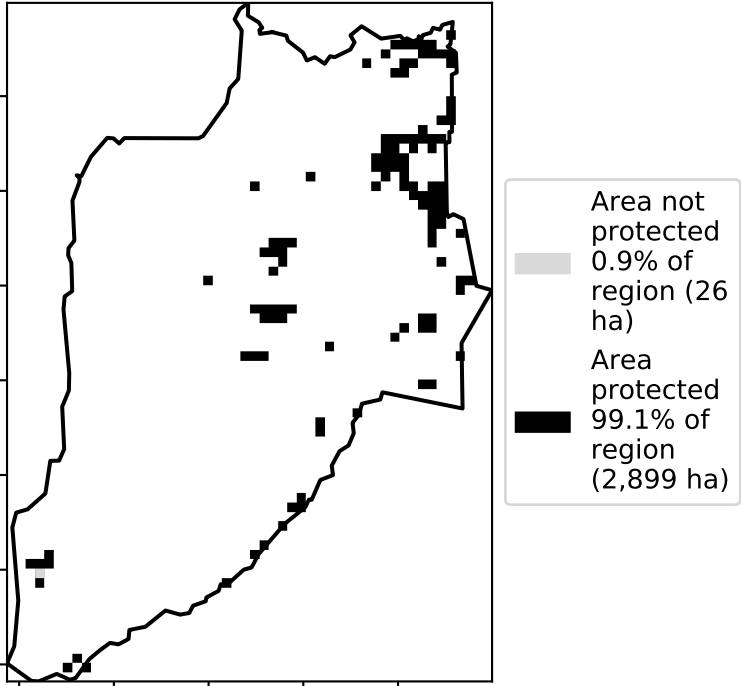 Area not
protected
0.9% of
region (26
ha)
Area
protected
99.1% of
region
(2,899 ha)